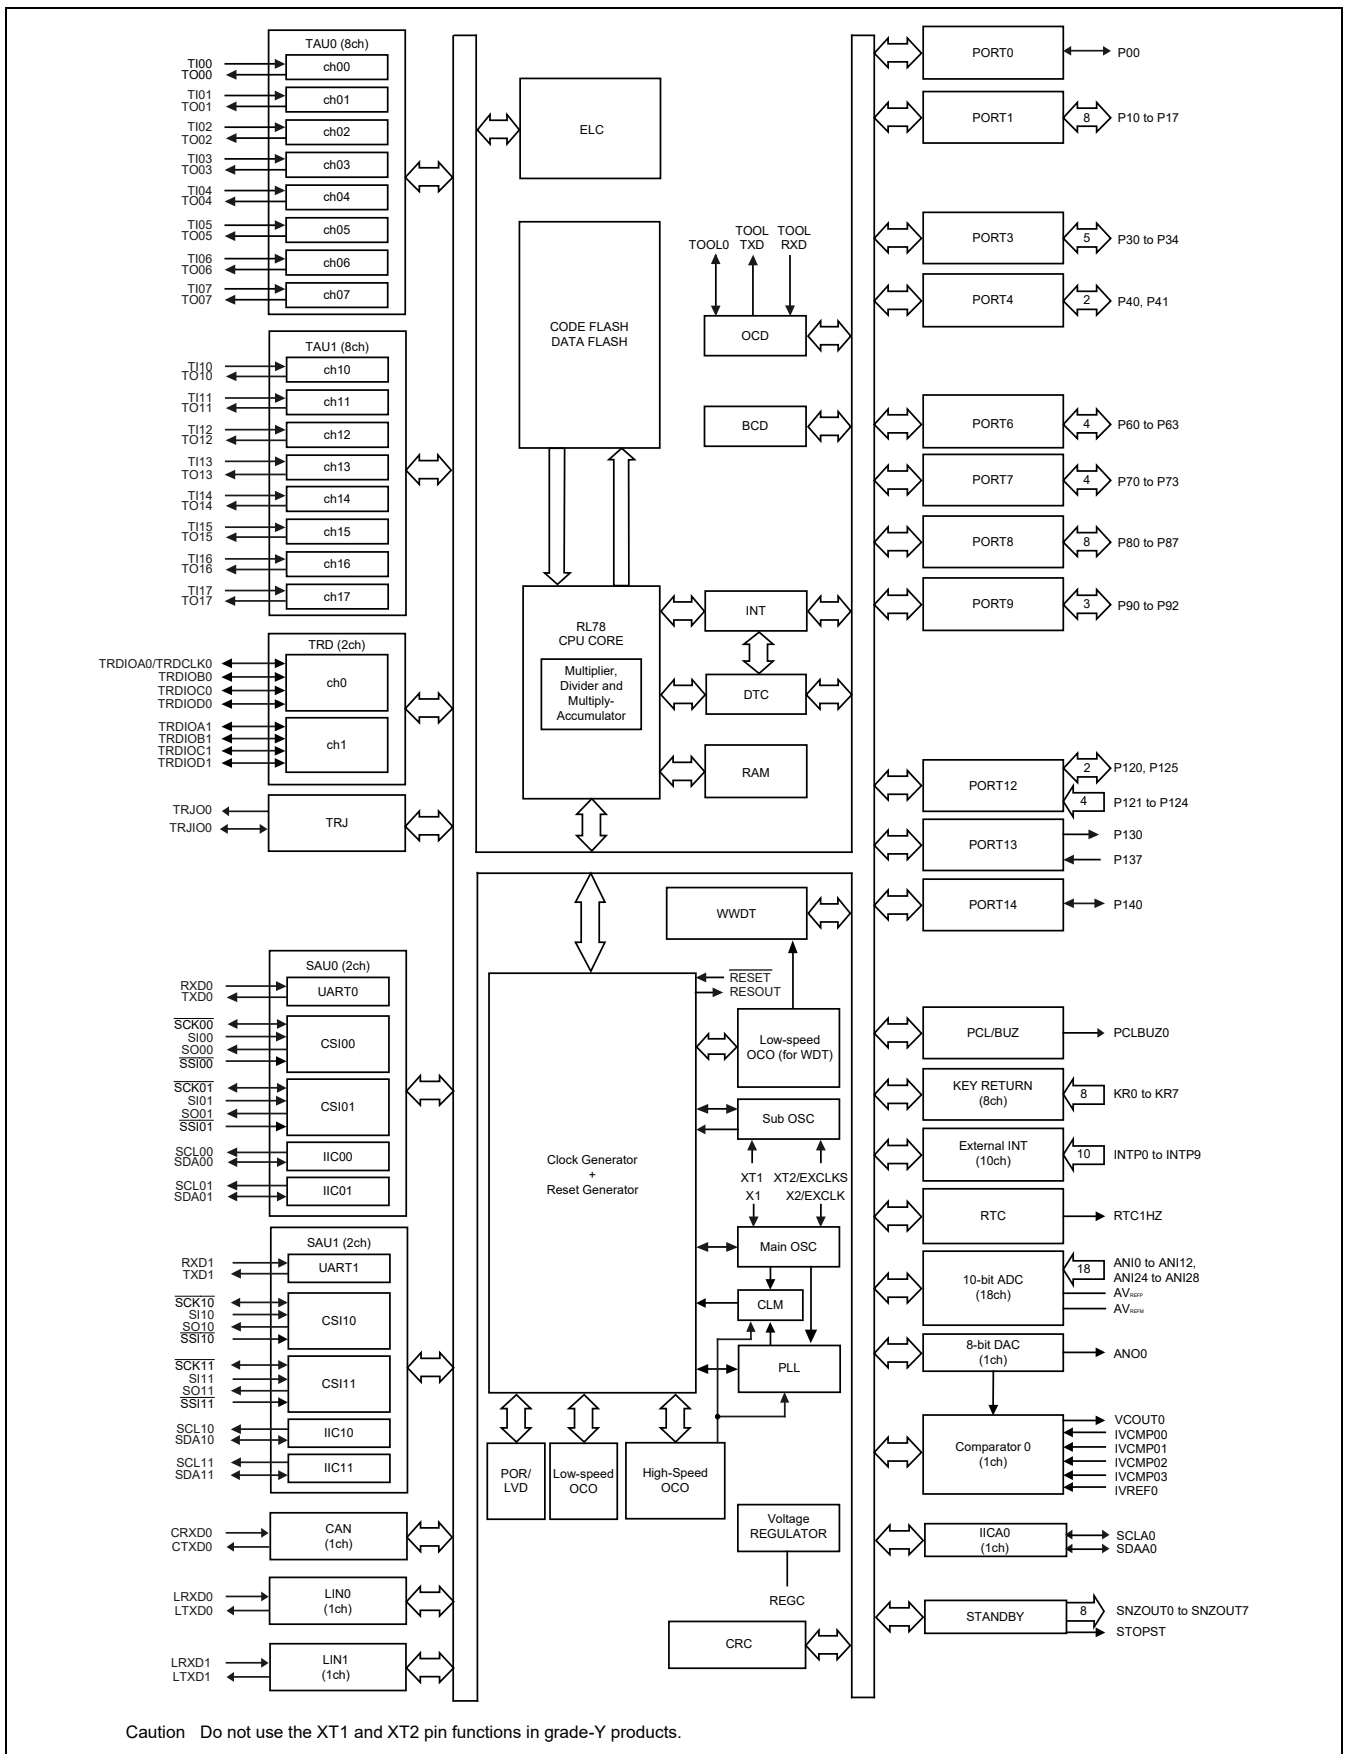 TAU0 (8ch)
TI00
TO00
ch00
TI01
TO01
ch01
TI02
TO02
ch02
TI03
TO03
ch03
TI04
TO04
ch04
TI05
TO05
ch05
TI06
TO06
ch06
TI07
TO07
ch07
TAU1 (8ch)
TI10
TO10
ch10
TI11
TO11
ch11
TI12
TO12
ch12
TI13
TO13
ch13
TI14
TO14
ch14
TI15
TO15
ch15
TI16
TO16
ch16
TI17
TO17
ch17
TRD (2ch)
TRDIOA0/TRDCLK0
TRDIOB0
TRDIOC0
TRDIOD0
ch0
TRDIOA1
TRDIOB1
TRDIOC1
TRDIOD1
ch1
TRJO0
TRJIO0
TRJ
SAU0 (2ch)
RXD0
TXD0
UART0
SCK00
SI00
SO00
SSI00
CSI00
SCK01
SI01
SO01
SSI01
CSI01
SCL00
SDA00
IIC00
SCL01
SDA01
IIC01
SAU1 (2ch)
RXD1
TXD1
UART1
SCK10
SI10
SO10
SSI10
CSI10
SCK11
SI11
SO11
SSI11
CSI11
SCL10
SDA10
IIC10
SCL11
SDA11
IIC11
CRXD0
CTXD0
CAN
(1ch)
LRXD0
LTXD0
LIN0
(1ch)
LRXD1
LTXD1
LIN1
(1ch)
ELC
CODE FLASH
DATA FLASH
TOOL0
TOOL
TXD
TOOL
RXD
OCD
BCD
RL78
CPU CORE
Multiplier,
Divider and
Multiply-
Accumulator
INT
DTC
RAM
WWDT
RESET
RESOUT
Low-speed
OCO (for WDT)
Clock Generator
+
Reset Generator
Sub OSC
XT1
XT2/EXCLKS
X1
X2/EXCLK
Main OSC
CLM
PLL
POR/
LVD
Low-speed
OCO
High-Speed
OCO
Voltage
REGULATOR
REGC
CRC
PORT0
P00
PORT1
8
P10 to P17
PORT3
5
P30 to P34
PORT4
2
P40, P41
PORT6
4
P60 to P63
PORT7
4
P70 to P73
PORT8
8
P80 to P87
PORT9
3
P90 to P92
PORT12
2
P120, P125
4
P121 to P124
PORT13
P130
P137
PORT14
P140
PCL/BUZ
PCLBUZ0
KEY RETURN
(8ch)
8
KR0 to KR7
External INT
(10ch)
10
INTP0 to INTP9
RTC
RTC1HZ
10-bit ADC
(18ch)
18
ANI0 to ANI12,
ANI24 to ANI28
AVREFP
AVREFM
8-bit DAC
(1ch)
ANO0
Comparator 0
(1ch)
VCOUT0
IVCMP00
IVCMP01
IVCMP02
IVCMP03
IVREF0
IICA0
(1ch)
SCLA0
SDAA0
STANDBY
8
SNZOUT0 to SNZOUT7
STOPST
Caution Do not use the XT1 and XT2 pin functions in grade-Y products.